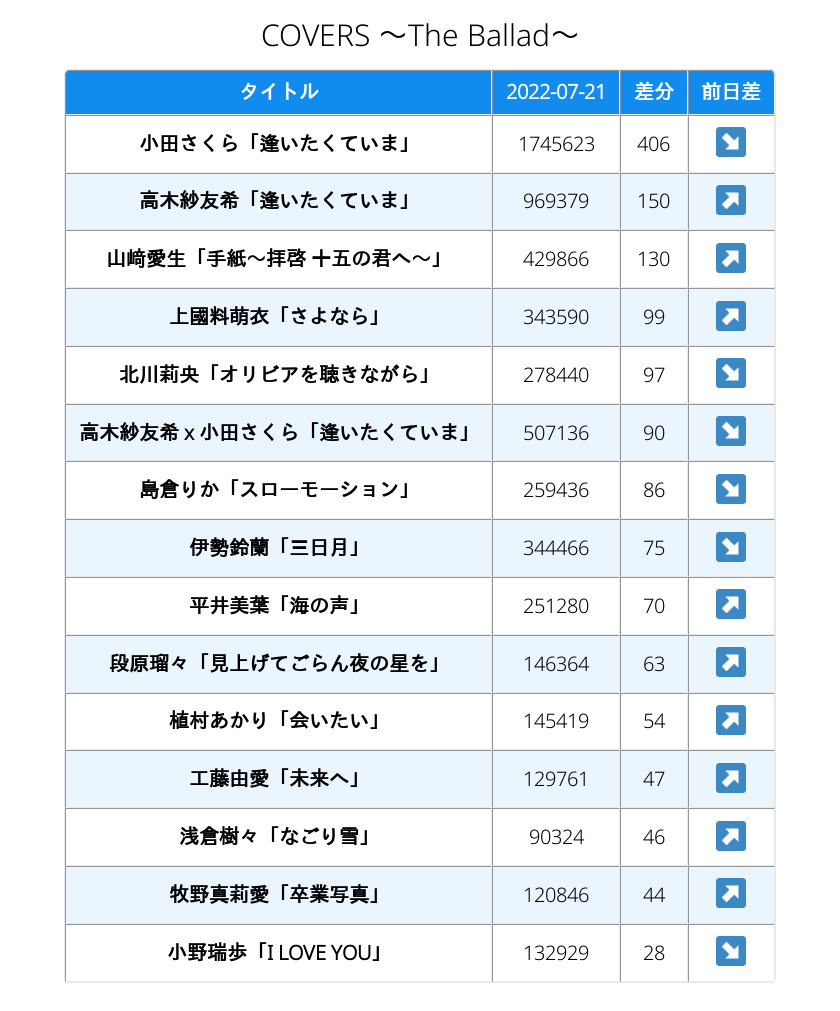 COVERS ～The Ballad～
タイトル 2022-07-21 差分 前日差
小田さくら「逢いたくていま」 1745623 406 ↘
高木紗友希「逢いたくていま」 969379 150 ↗
山﨑愛生「手紙～拝啓 十五の君へ～」 429866 130 ↗
上國料萌衣「さよなら」 343590 99 ↗
北川莉央「オリビアを聴きながら」 278440 97 ↘
高木紗友希 x 小田さくら「逢いたくていま」 507136 90 ↘
島倉りか「スローモーション」 259436 86 ↘
伊勢鈴蘭「三日月」 344466 75 ↘
平井美葉「海の声」 251280 70 ↗
段原瑠々「見上げてごらん夜の星を」 146364 63 ↗
植村あかり「会いたい」 145419 54 ↗
工藤由愛「未来へ」 129761 47 ↗
浅倉樹々「なごり雪」 90324 46 ↗
牧野真莉愛「卒業写真」 120846 44 ↗
小野瑞歩「I LOVE YOU」 132929 28 ↘